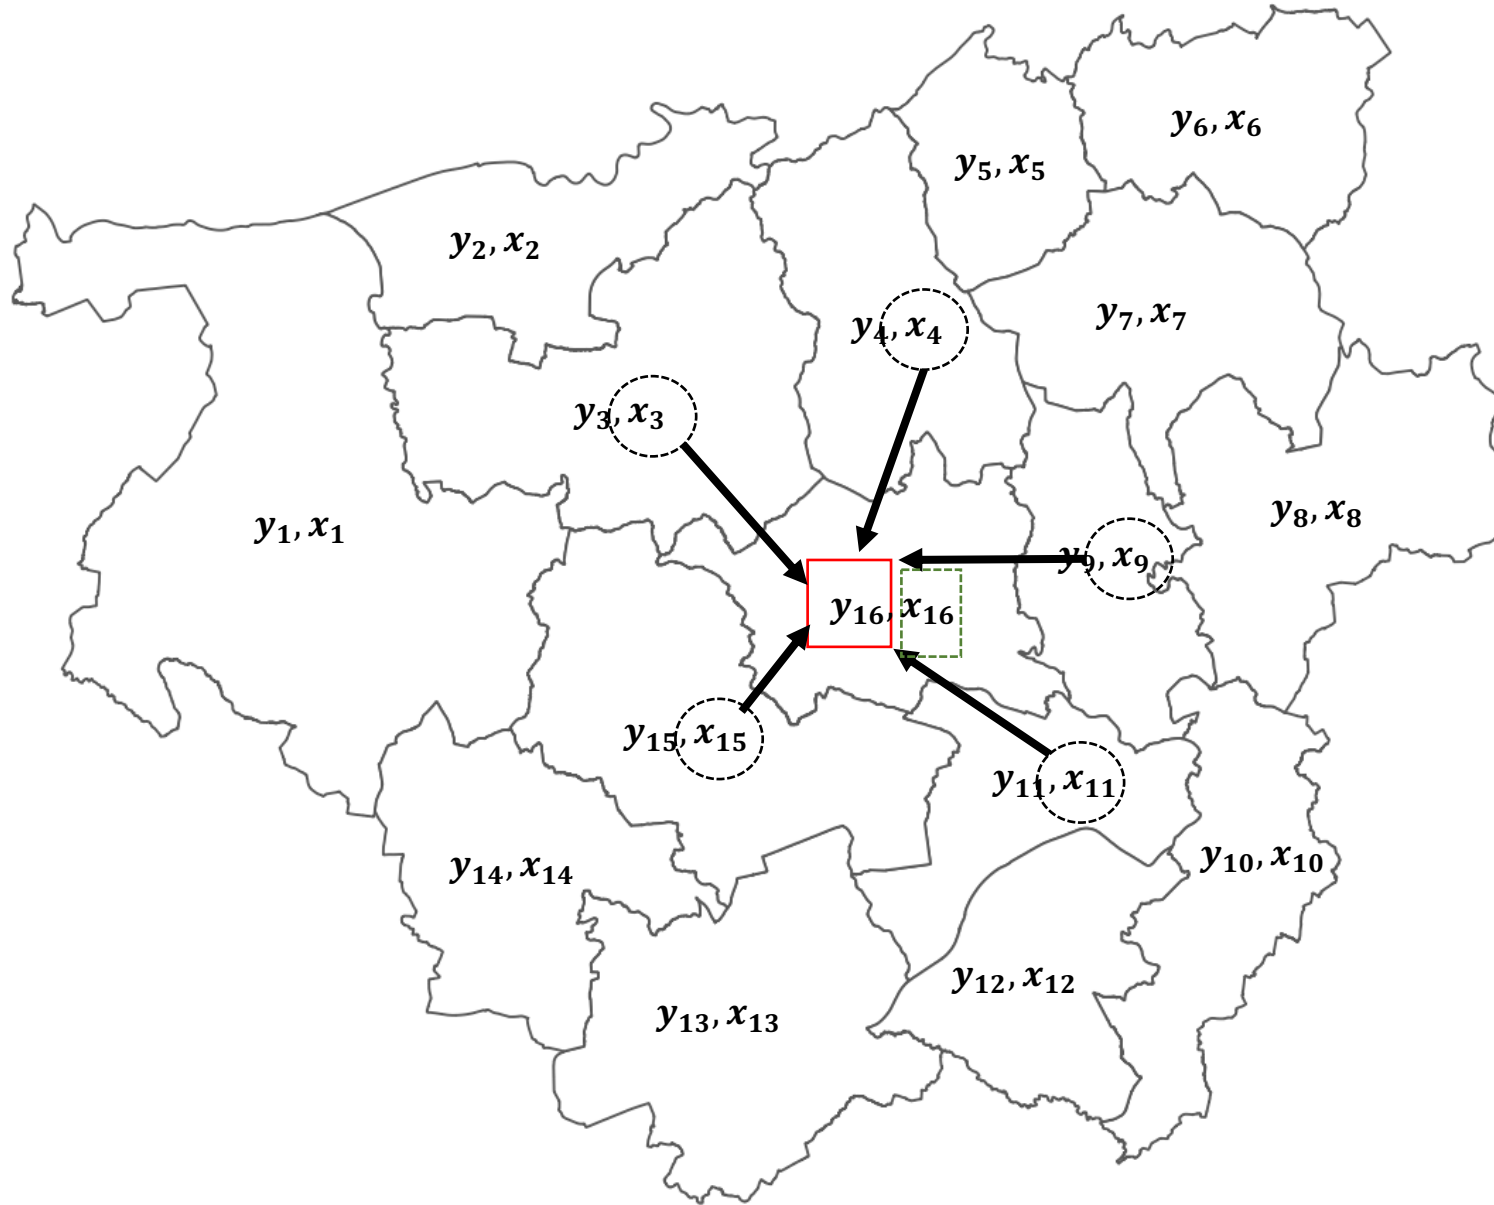 y₆, x₆
y₅, x₅
y₂, x₂
y₇, x₇
y₄, x₄
y₃, x₃
y₈, x₈
y₁, x₁
y₉, x₉
y₁₆, x₁₆
y₁₅, x₁₅
y₁₁, x₁₁
y₁₀, x₁₀
y₁₄, x₁₄
y₁₂, x₁₂
y₁₃, x₁₃